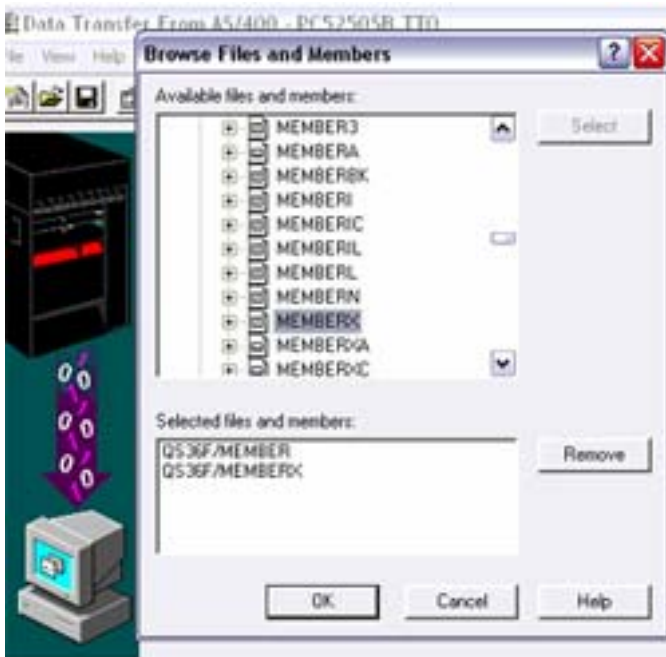 Data Transfer From AS/400 - PC5250SB.TTO
File View Help
Browse Files and Members
Available files and members:
MEMBER3
MEMBERA
MEMBERBK
MEMBERI
MEMBERIC
MEMBERIL
MEMBERL
MEMBERN
MEMBERX
MEMBERXA
MEMBERXC
Select
Selected files and members:
QS36F/MEMBER
QS36F/MEMBERX
Remove
OK
Cancel
Help